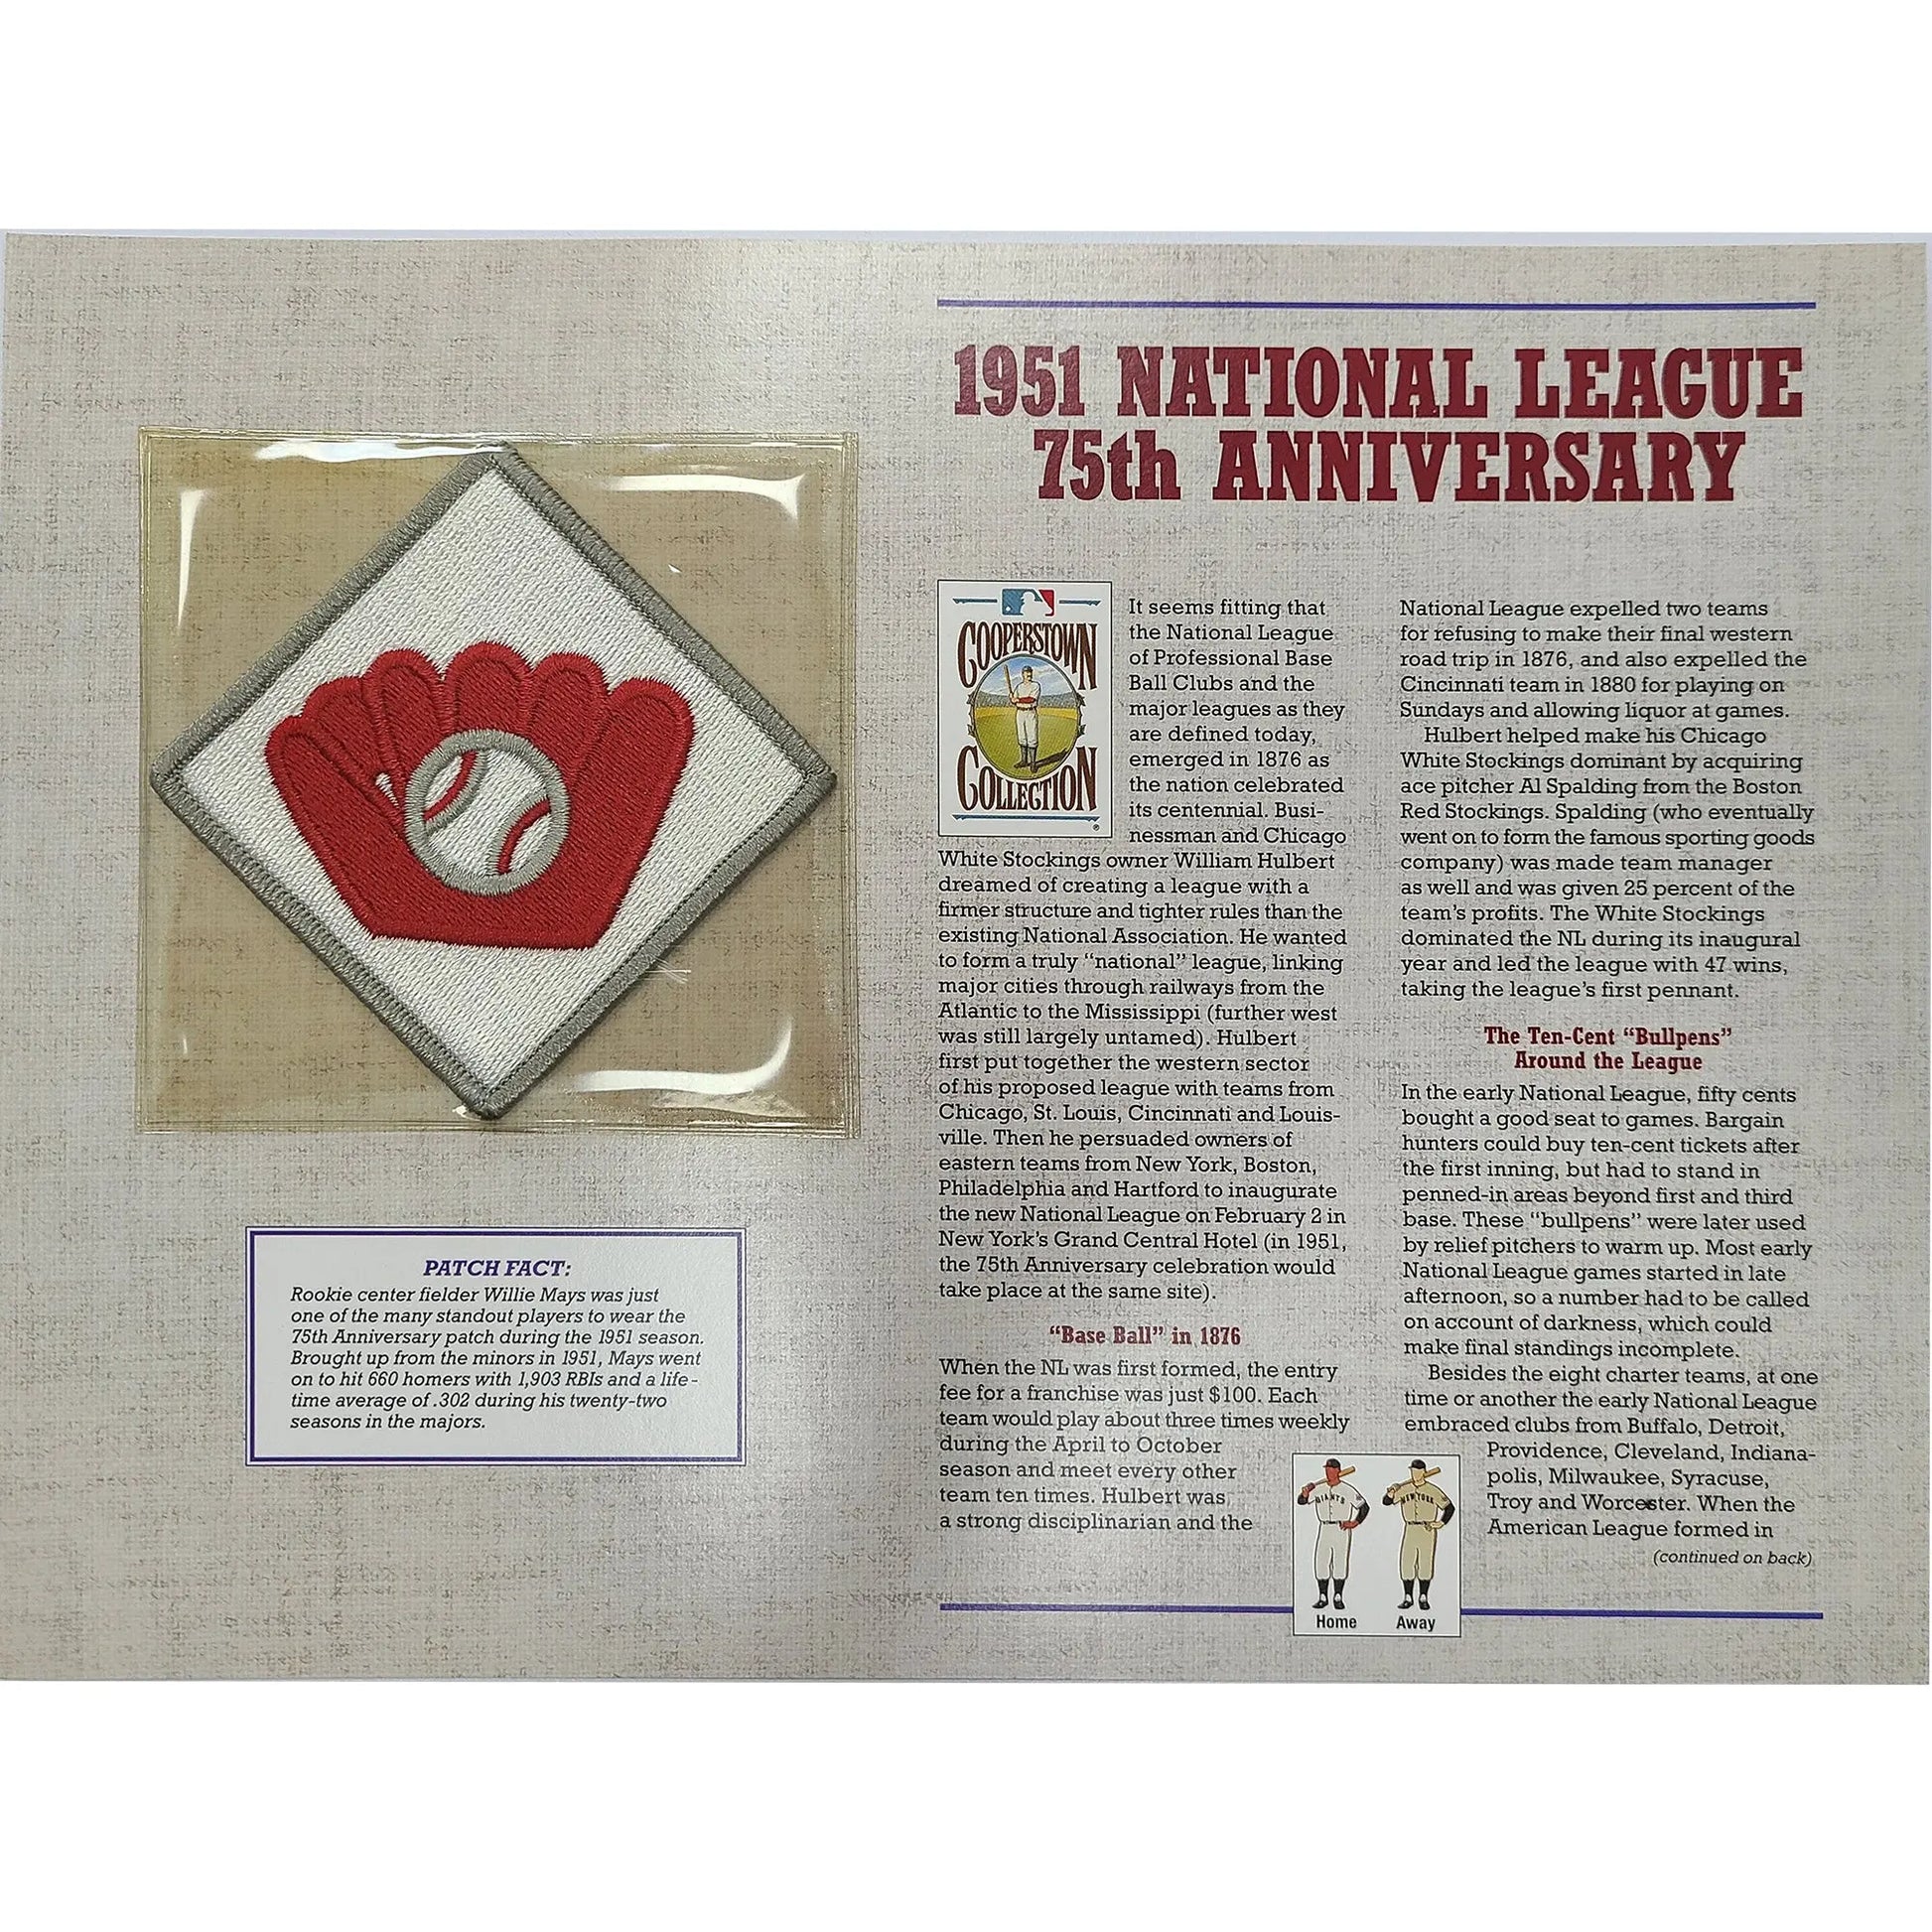 1951 NATIONAL LEAGUE
75th ANNIVERSARY
PATCH FACT:
Rookie center fielder Willie Mays was just
one of the many standout players to wear the
75th Anniversary patch during the 1951 season.
Brought up from the minors in 1951, Mays went
on to hit 660 homers with 1,903 RBIs and a life-
time average of .302 during his twenty-two
seasons in the majors.
COOPERSTOWN
COLLECTION
®
It seems fitting that
the National League
of Professional Base
Ball Clubs and the
major leagues as they
are defined today,
emerged in 1876 as
the nation celebrated
its centennial. Busi-
nessman and Chicago
White Stockings owner William Hulbert
dreamed of creating a league with a
firmer structure and tighter rules than the
existing National Association. He wanted
to form a truly “national” league, linking
major cities through railways from the
Atlantic to the Mississippi (further west
was still largely untamed). Hulbert
first put together the western sector
of his proposed league with teams from
Chicago, St. Louis, Cincinnati and Louis-
ville. Then he persuaded owners of
eastern teams from New York, Boston,
Philadelphia and Hartford to inaugurate
the new National League on February 2 in
New York's Grand Central Hotel (in 1951,
the 75th Anniversary celebration would
take place at the same site).
“Base Ball” in 1876
When the NL was first formed, the entry
fee for a franchise was just $100. Each
team would play about three times weekly
during the April to October
season and meet every other
team ten times. Hulbert was
a strong disciplinarian and the
National League expelled two teams
for refusing to make their final western
road trip in 1876, and also expelled the
Cincinnati team in 1880 for playing on
Sundays and allowing liquor at games.
Hulbert helped make his Chicago
White Stockings dominant by acquiring
ace pitcher Al Spalding from the Boston
Red Stockings. Spalding (who eventually
went on to form the famous sporting goods
company) was made team manager
as well and was given 25 percent of the
team's profits. The White Stockings
dominated the NL during its inaugural
year and led the league with 47 wins,
taking the league's first pennant.
The Ten-Cent “Bullpens”
Around the League
In the early National League, fifty cents
bought a good seat to games. Bargain
hunters could buy ten-cent tickets after
the first inning, but had to stand in
penned-in areas beyond first and third
base. These “bullpens” were later used
by relief pitchers to warm up. Most early
National League games started in late
afternoon, so a number had to be called
on account of darkness, which could
make final standings incomplete.
Besides the eight charter teams, at one
time or another the early National League
embraced clubs from Buffalo, Detroit,
Providence, Cleveland, Indiana-
polis, Milwaukee, Syracuse,
Troy and Worcester. When the
American League formed in
(continued on back)
GIANTS
NEW YORK
Home
Away